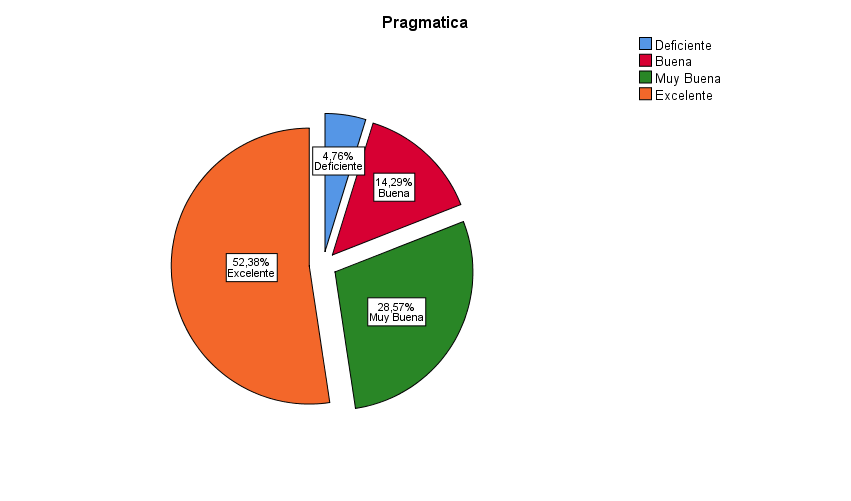 Pragmatica
Deficiente
Buena
Muy Buena
Excelente
4,76%
Deficiente
14,29%
Buena
52,38%
Excelente
28,57%
Muy Buena